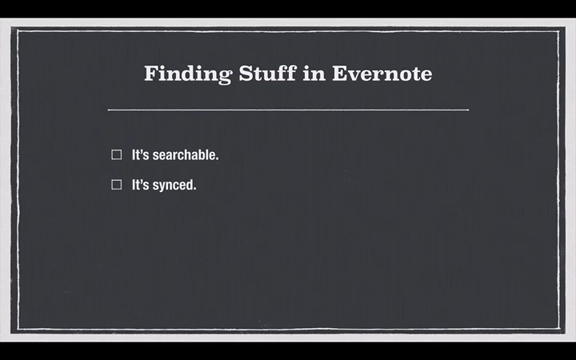 Finding Stuff in Evernote
It's searchable.
It's synced.